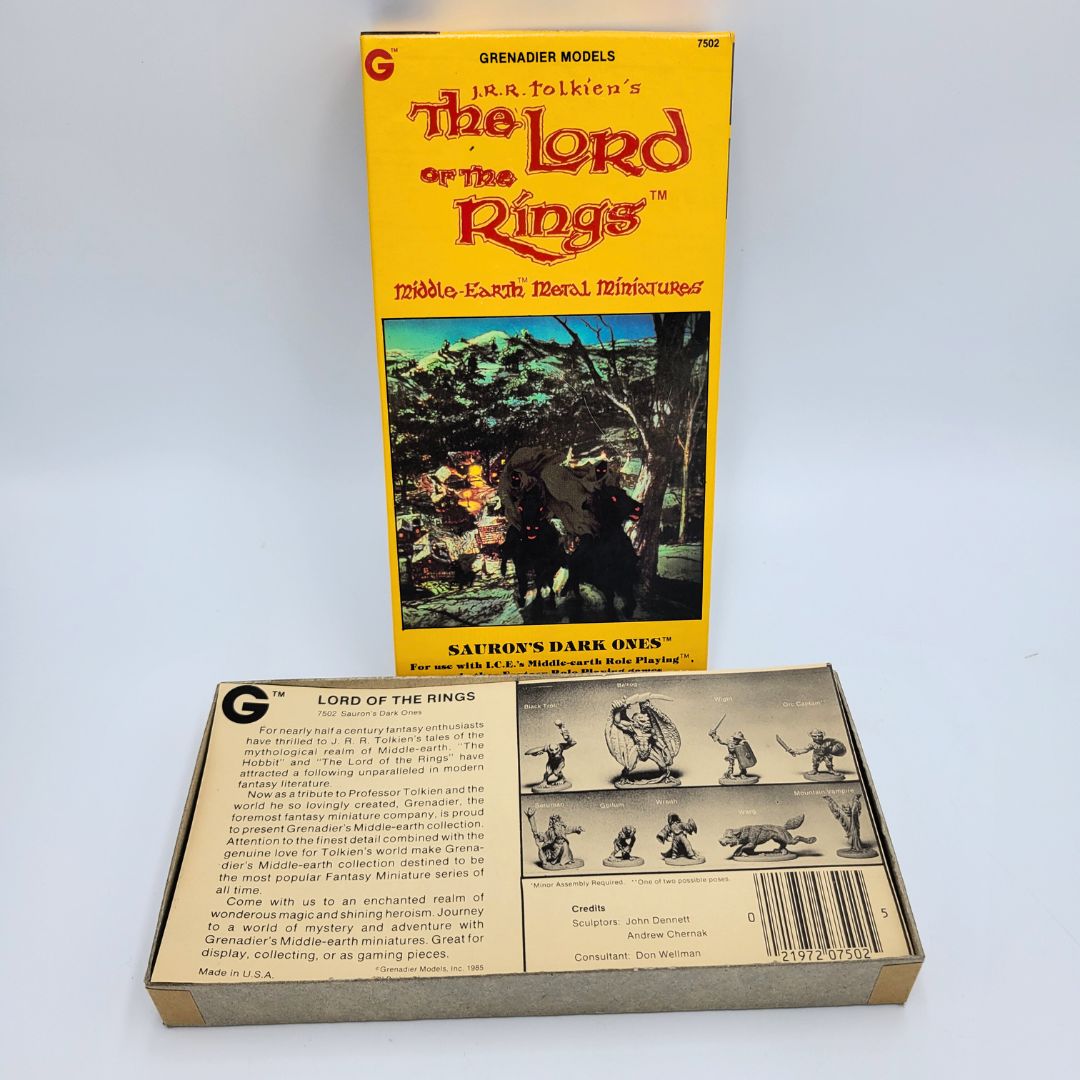 G™
GRENADIER MODELS
7502
J.R.R. Tolkien's
The Lord
of the
Rings™
Middle-Earth™ Metal Miniatures
SAURON'S DARK ONES™
For use with I.C.E.'s Middle-earth Role Playing™,
G™
LORD OF THE RINGS
7502 Sauron's Dark Ones
For nearly half a century fantasy enthusiasts
have thrilled to J. R. R. Tolkien's tales of the
mythological realm of Middle-earth. "The
Hobbit" and "The Lord of the Rings" have
attracted a following unparalleled in modern
fantasy literature.
Now as a tribute to Professor Tolkien and the
world he so lovingly created, Grenadier, the
foremost fantasy miniature company, is proud
to present Grenadier's Middle-earth collection.
Attention to the finest detail combined with the
genuine love for Tolkien's world make Grena-
dier's Middle-earth collection destined to be
the most popular Fantasy Miniature series of
all time.
Come with us to an enchanted realm of
wonderous magic and shining heroism. Journey
to a world of mystery and adventure with
Grenadier's Middle-earth miniatures. Great for
display, collecting, or as gaming pieces.
Made in U.S.A.
©Grenadier Models, Inc. 1985
Black Troll
Balrog
Wight
Orc Captain
Saruman
Gollum
Wraith
Warg
Mountain Vampire
*Minor Assembly Required. **One of two possible poses.
Credits
Sculptors: John Dennett
Andrew Chernak
Consultant: Don Wellman
0 21972 07502 5